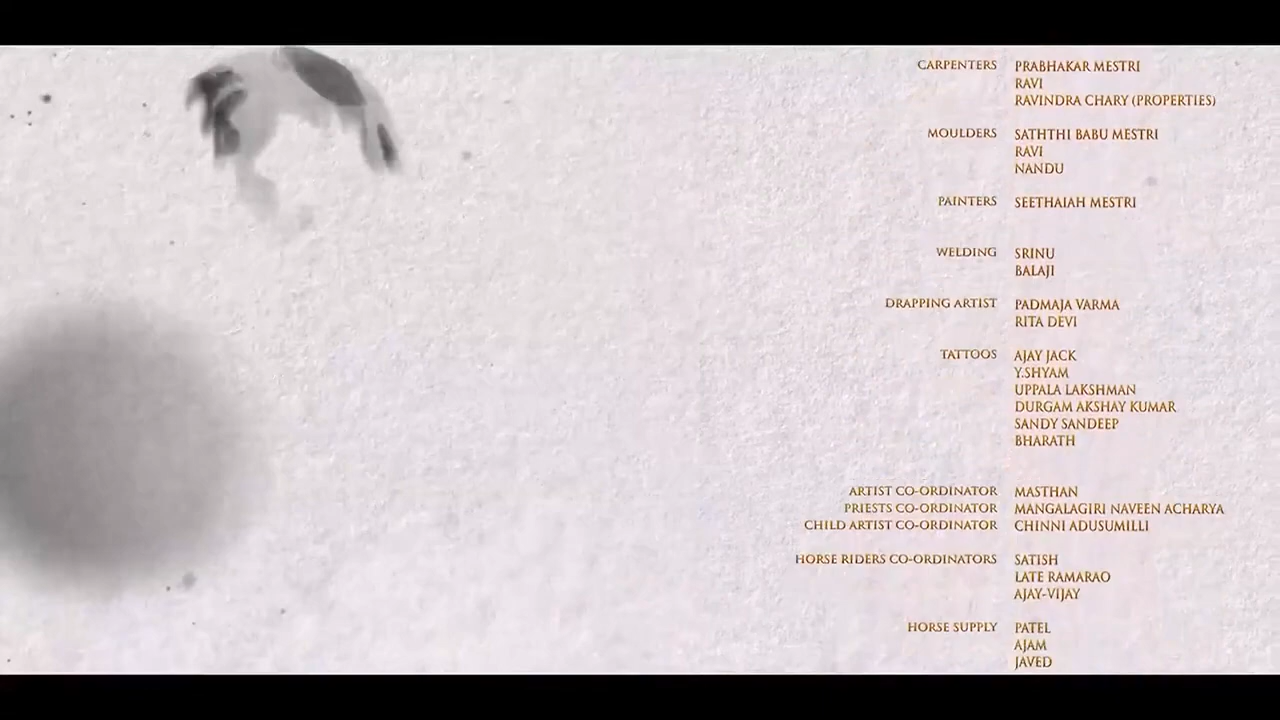 CARPENTERS PRABHAKAR MESTRI
RAVI
RAVINDRA CHARY (PROPERTIES)
MOULDERS SATHTHI BABU MESTRI
RAVI
NANDU
PAINTERS SEETHAIAH MESTRI
WELDING SRINU
BALAJI
DRAPPING ARTIST PADMAJA VARMA
RITA DEVI
TATTOOS AJAY JACK
Y.SHYAM
UPPALA LAKSHMAN
DURGAM AKSHAY KUMAR
SANDY SANDEEP
BHARATH
ARTIST CO-ORDINATOR MASTHAN
PRIESTS CO-ORDINATOR MANGALAGIRI NAVEEN ACHARYA
CHILD ARTIST CO-ORDINATOR CHINNI ADUSUMILLI
HORSE RIDERS CO-ORDINATORS SATISH
LATE RAMARAO
AJAY-VIJAY
HORSE SUPPLY PATEL
AJAM
JAVED